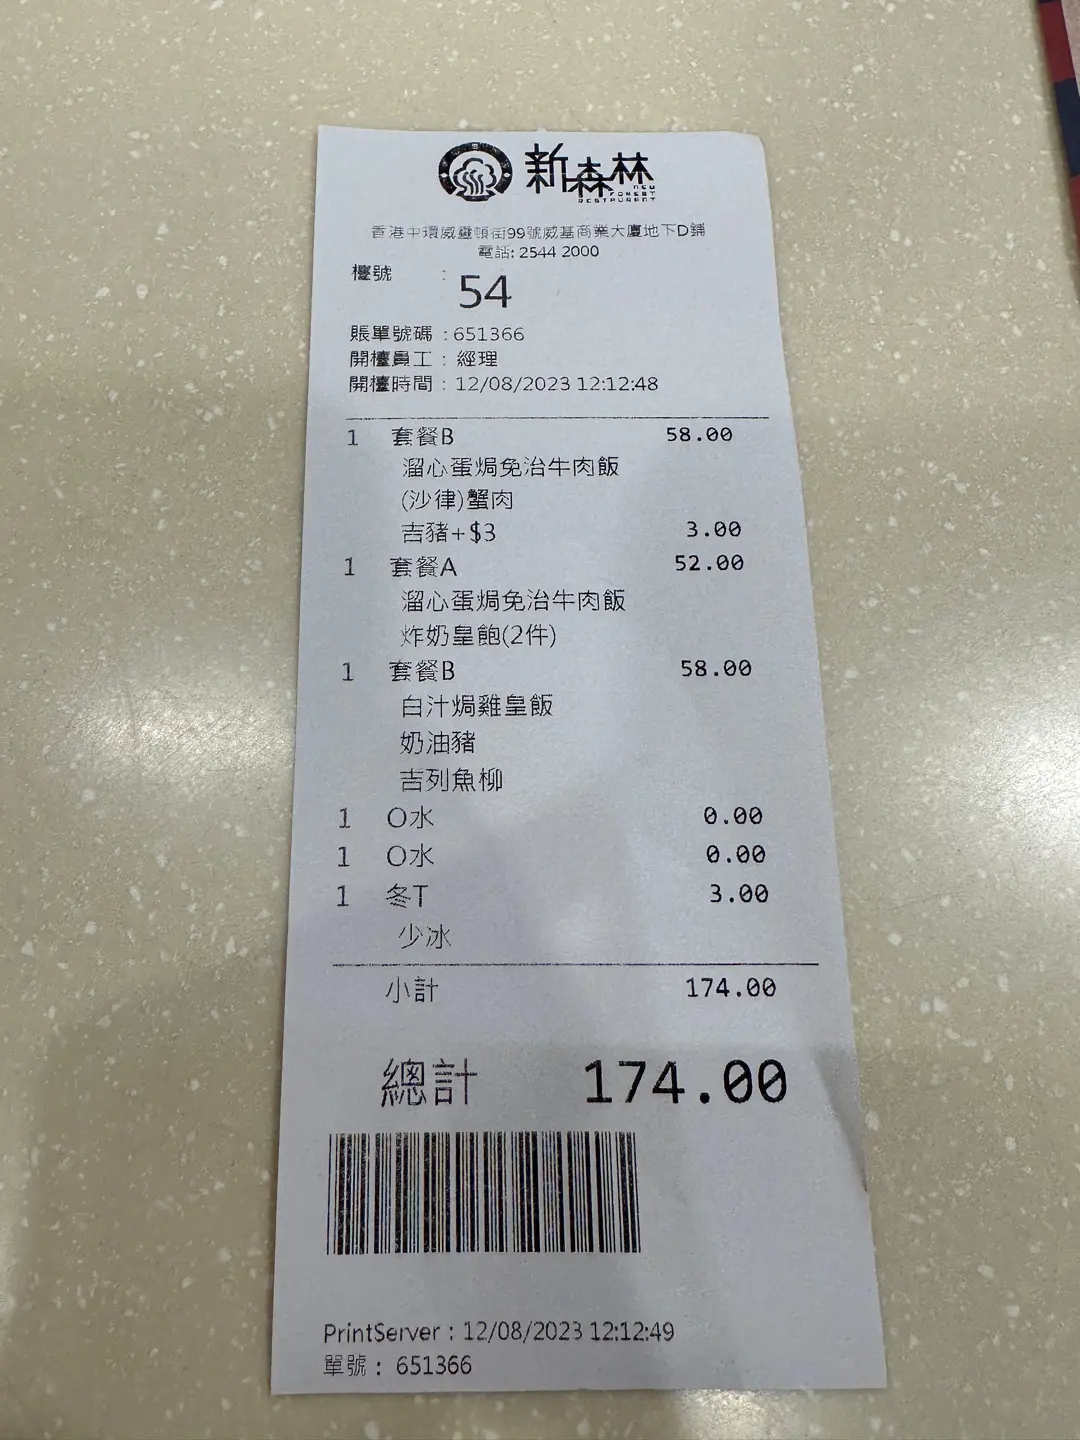 新森林
NEW
FOREST
RESTAURANT
香港中環威靈頓街99號威基商業大廈地下D鋪
電話: 2544 2000
檯號 : 54
賬單號碼 : 651366
開檯員工 : 經理
開檯時間 : 12/08/2023 12:12:48
1 套餐B 58.00
溜心蛋焗免治牛肉飯
(沙律)蟹肉
吉豬+$3 3.00
1 套餐A 52.00
溜心蛋焗免治牛肉飯
炸奶皇飽(2件)
1 套餐B 58.00
白汁焗雞皇飯
奶油豬
吉列魚柳
1 O水 0.00
1 O水 0.00
1 冬T 3.00
少冰
小計 174.00
總計 174.00
PrintServer : 12/08/2023 12:12:49
單號 : 651366